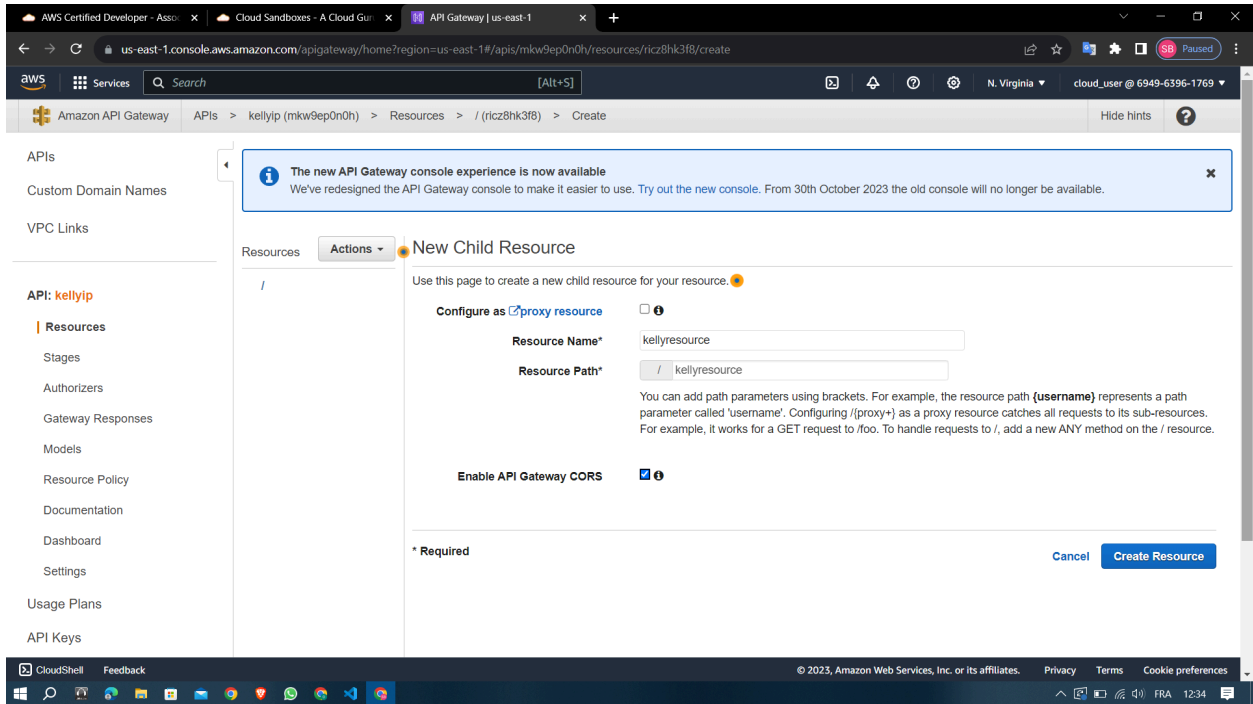 AWS Certified Developer - Assoc
Cloud Sandboxes - A Cloud Gur
API Gateway | us-east-1
us-east-1.console.aws.amazon.com/apigateway/home?region=us-east-1#/apis/mkw9ep0n0h/resources/ricz8hk3f8/create
SB Paused
aws Services Search [Alt+S] N. Virginia cloud_user @ 6949-6396-1769
Amazon API Gateway APIs > kellyip (mkw9ep0n0h) > Resources > / (ricz8hk3f8) > Create Hide hints
APIs
Custom Domain Names
VPC Links
API: kellyip
Resources
Stages
Authorizers
Gateway Responses
Models
Resource Policy
Documentation
Dashboard
Settings
Usage Plans
API Keys
The new API Gateway console experience is now available
We've redesigned the API Gateway console to make it easier to use. Try out the new console. From 30th October 2023 the old console will no longer be available.
Resources Actions
/
New Child Resource
Use this page to create a new child resource for your resource.
Configure as proxy resource
Resource Name* kellyresource
Resource Path* / kellyresource
You can add path parameters using brackets. For example, the resource path {username} represents a path
parameter called 'username'. Configuring /{proxy+} as a proxy resource catches all requests to its sub-resources.
For example, it works for a GET request to /foo. To handle requests to /, add a new ANY method on the / resource.
Enable API Gateway CORS
* Required
Cancel Create Resource
CloudShell Feedback © 2023, Amazon Web Services, Inc. or its affiliates. Privacy Terms Cookie preferences
FRA 12:34